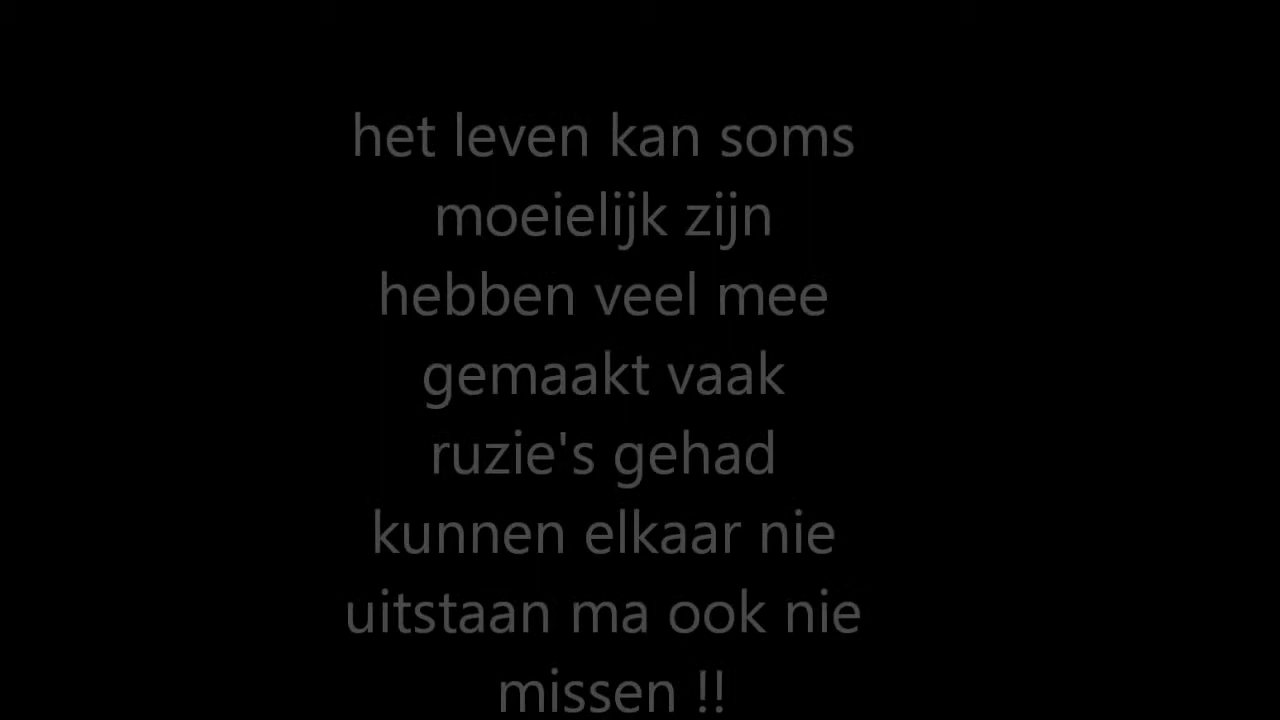 het leven kan soms
moeielijk zijn
hebben veel mee
gemaakt vaak
ruzie's gehad
kunnen elkaar nie
uitstaan ma ook nie
missen !!